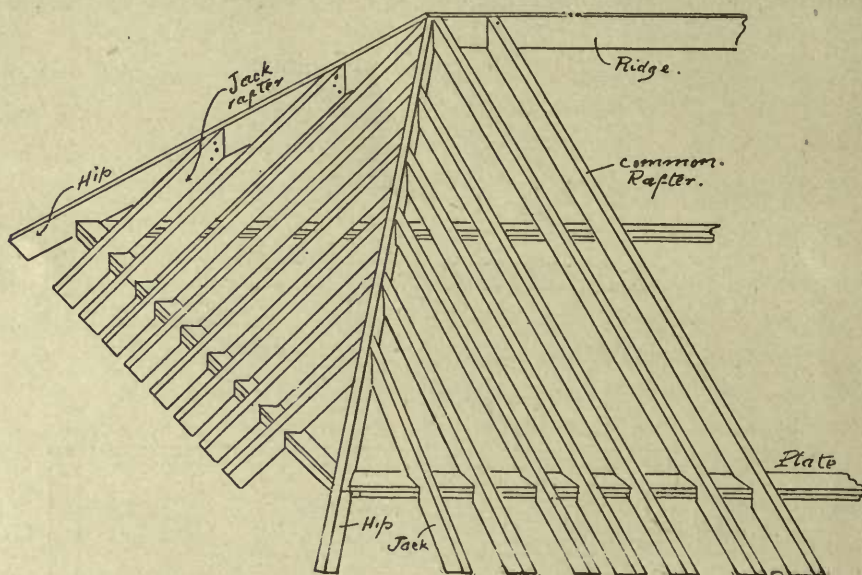 Ridge.
Jack
rafter
common.
Rafter.
Hip
Plate
Hip
Jack